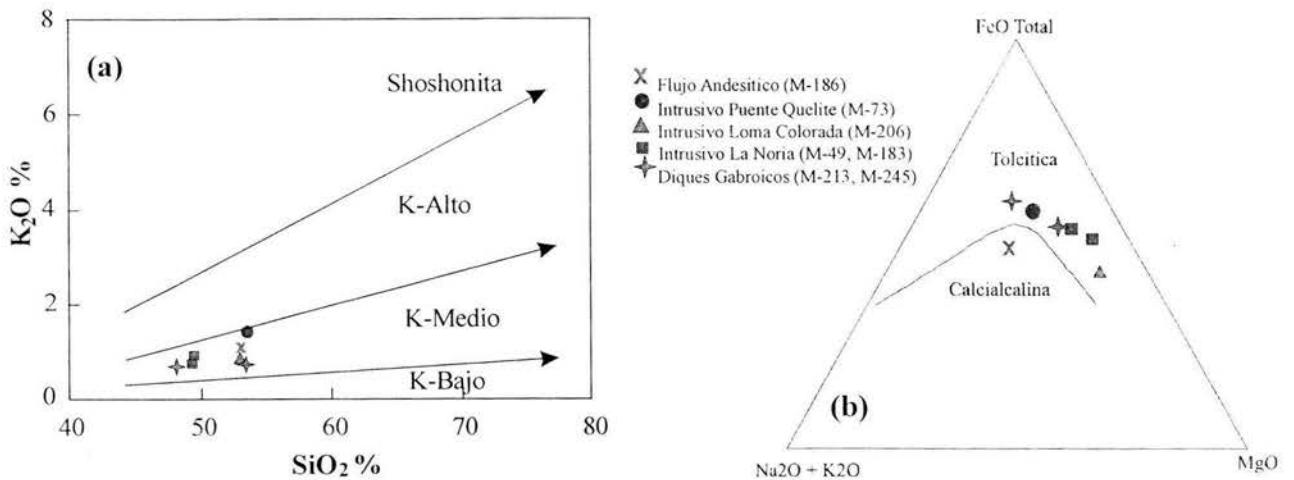 (a)
8
6
4
2
0
K₂O %
Shoshonita
K-Alto
K-Medio
K-Bajo
40 50 60 70 80
SiO₂ %
Flujo Andesitico (M-186)
Intrusivo Puente Quelite (M-73)
Intrusivo Loma Colorada (M-206)
Intrusivo La Noria (M-49, M-183)
Diques Gabroicos (M-213, M-245)
FeO Total
Tolcitica
Calcialcalina
(b)
Na2O + K2O
MgO